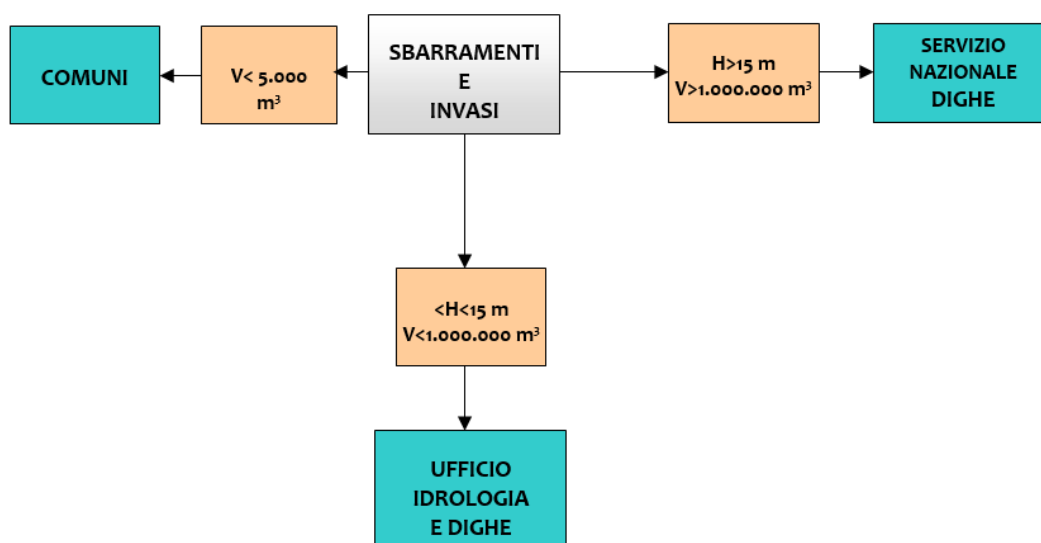 COMUNI
V< 5.000
m³
SBARRAMENTI
E
INVASI
H>15 m
V>1.000.000 m³
SERVIZIO
NAZIONALE
DIGHE
<H<15 m
V<1.000.000 m³
UFFICIO
IDROLOGIA
E DIGHE